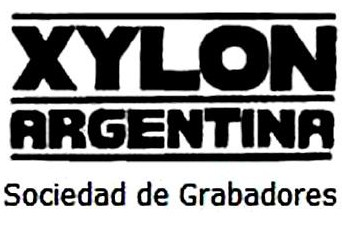 XYLON
ARGENTINA
Sociedad de Grabadores